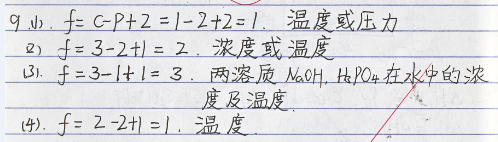 9. (1). f = C-P+2 = 1-2+2 = 1. 温度或压力
(2) f = 3-2+1 = 2. 浓度或温度
(3). f = 3-1+1 = 3. 两溶质 NaOH, H3PO4 在水中的浓
度及温度.
(4). f = 2-2+1 = 1. 温度.